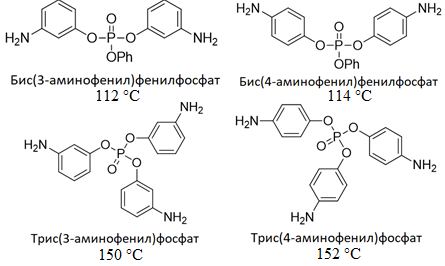 H₂N O O P O NH₂
OPh
Бис(3-аминофенил)фенилфосфат
112 °C
H₂N O O P O NH₂
OPh
Бис(4-аминофенил)фенилфосфат
114 °C
NH₂
H₂N O O P O O
NH₂
Трис(3-аминофенил)фосфат
150 °C
H₂N O O P O O NH₂
H₂N
Трис(4-аминофенил)фосфат
152 °C